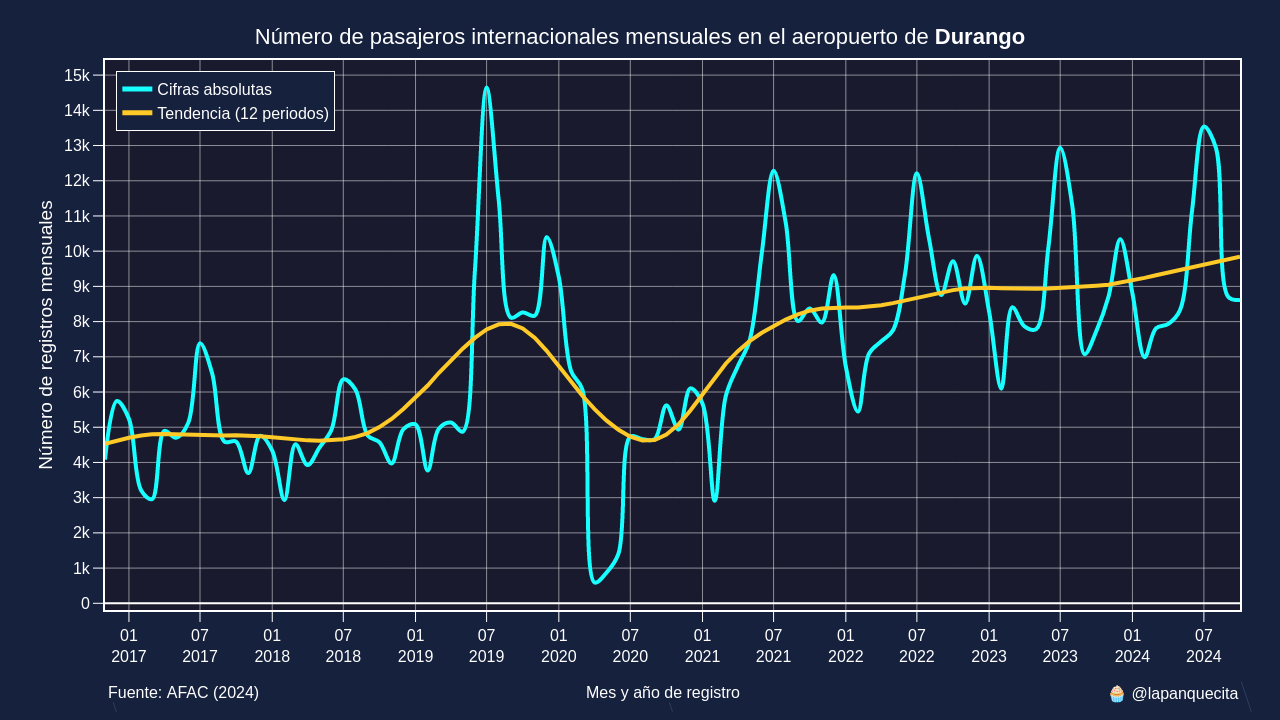 Número de pasajeros internacionales mensuales en el aeropuerto de Durango
Cifras absolutas
Tendencia (12 periodos)
Número de registros mensuales
15k
14k
13k
12k
11k
10k
9k
8k
7k
6k
5k
4k
3k
2k
1k
0
01 07 01 07 01 07 01 07 01 07 01 07 01 07 01 07
2017 2017 2018 2018 2019 2019 2020 2020 2021 2021 2022 2022 2023 2023 2024 2024
Fuente: AFAC (2024) Mes y año de registro 🧁 @lapanquecita